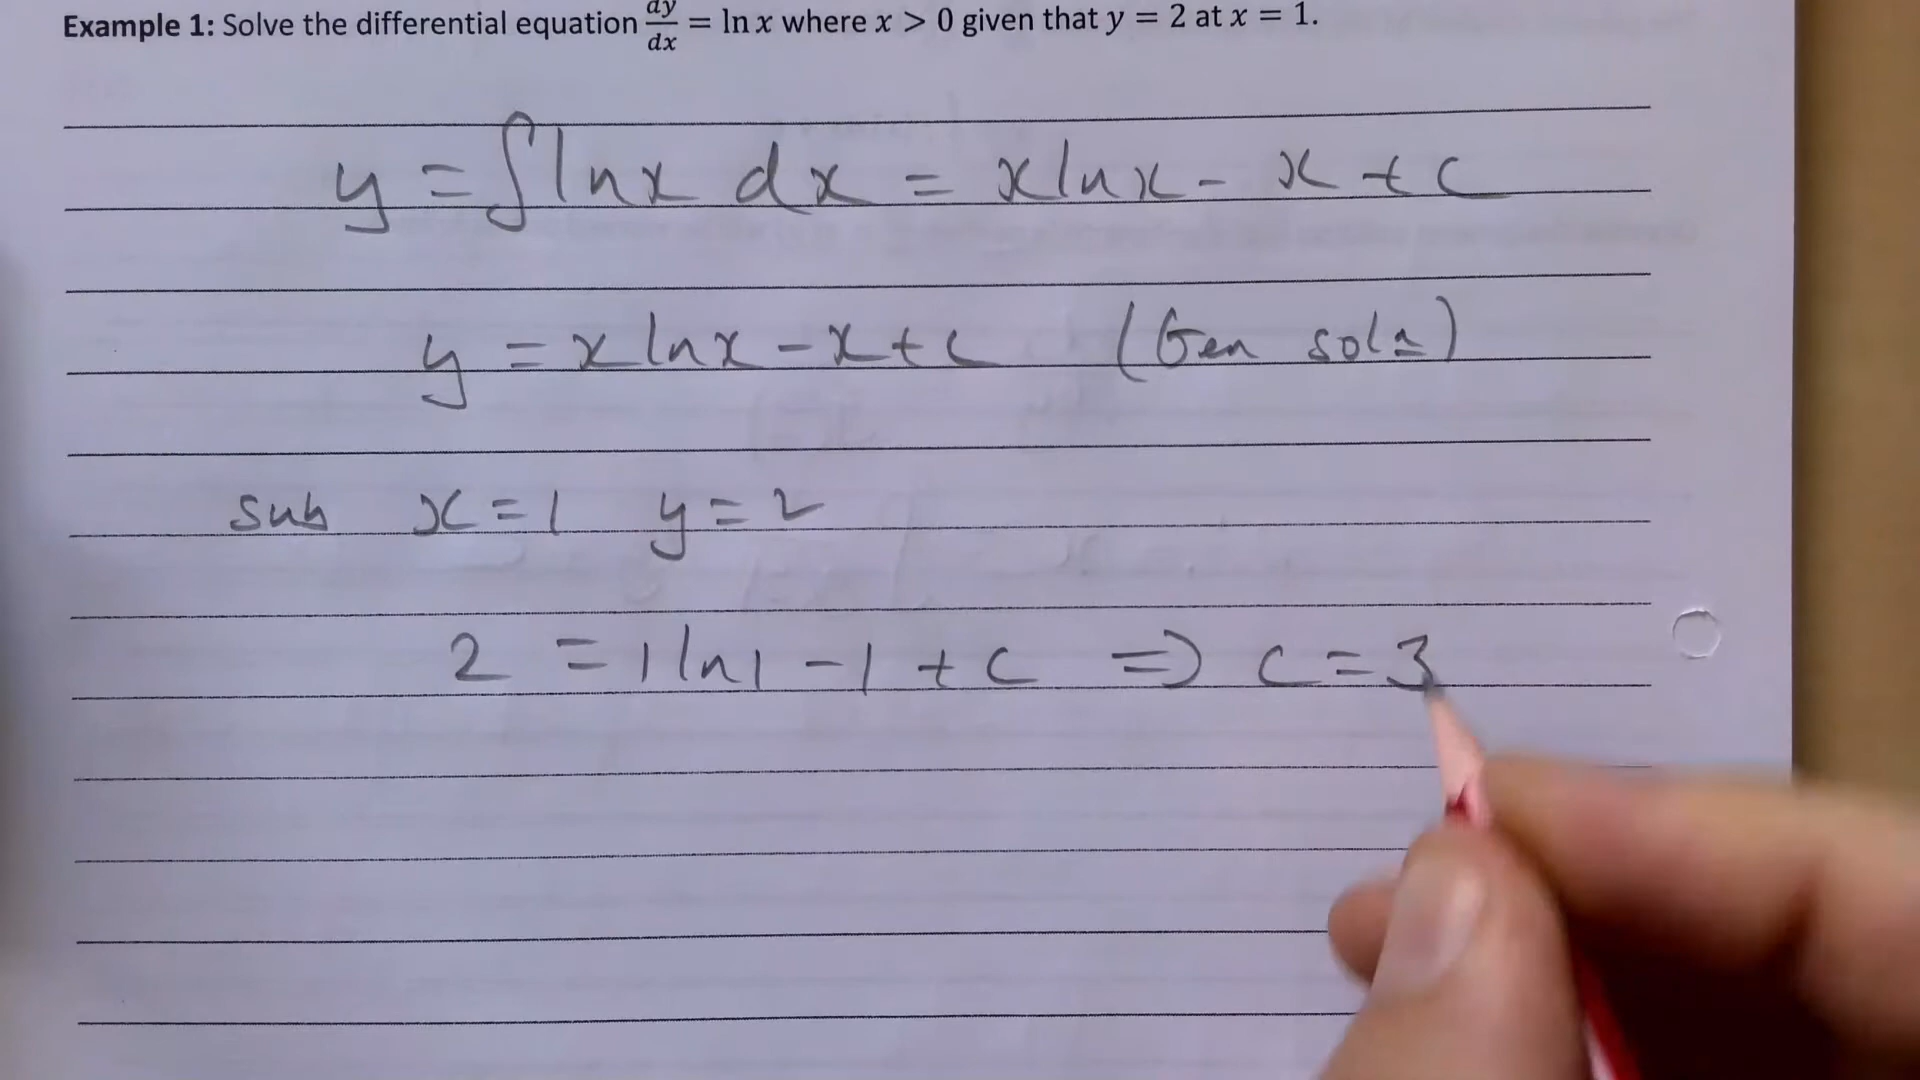 Example 1: Solve the differential equation dy/dx = ln x where x > 0 given that y = 2 at x = 1.
y = ∫ ln x dx = x ln x - x + c
y = x ln x - x + c (Gen soln)
sub x = 1 y = 2
2 = 1 ln 1 - 1 + c => c = 3